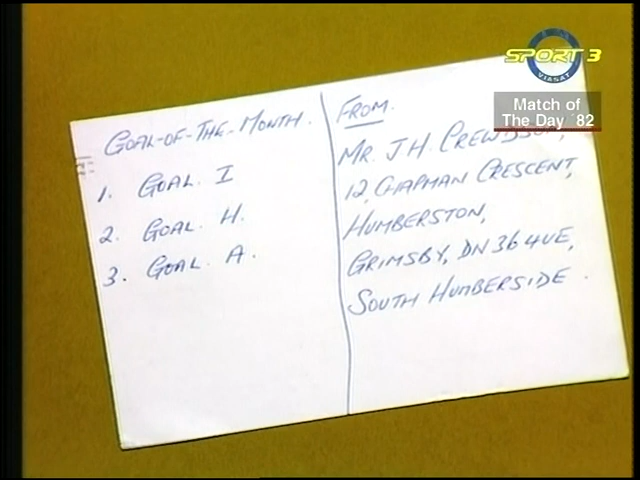 SPORT 3
VIASAT
Match of
The Day '82
GOAL-OF-THE-MONTH.
1. GOAL I
2. GOAL H.
3. GOAL A.
FROM.
MR. J H.
12, CHAPMAN CRESCENT,
HUMBERSTON,
GRIMSBY, DN36 4UE,
SOUTH HUMBERSIDE.